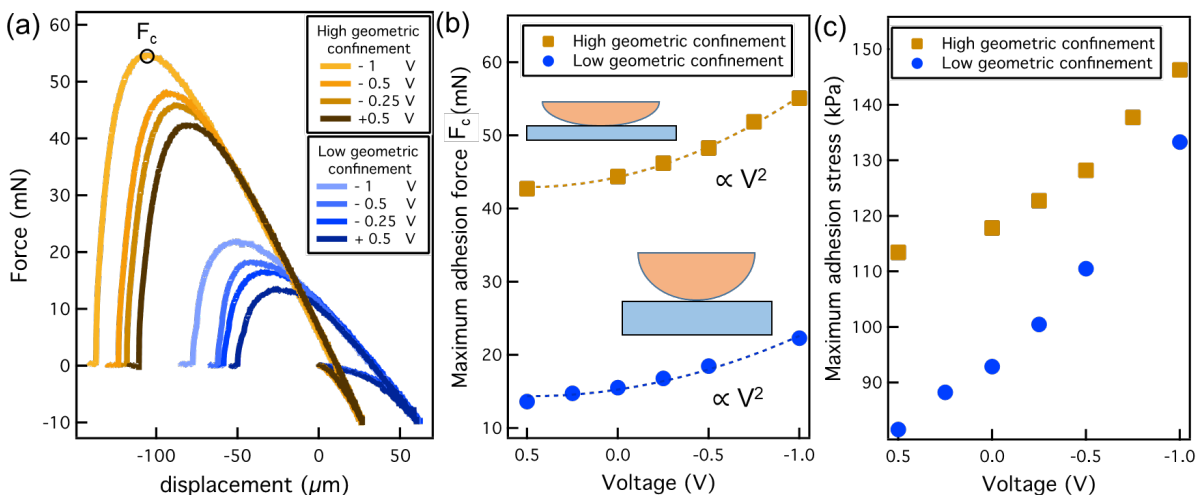 (a)
F_c
High geometric
confinement
- 1 V
- 0.5 V
- 0.25 V
+0.5 V
Low geometric
confinement
- 1 V
- 0.5 V
- 0.25 V
+ 0.5 V
Force (mN)
60
50
40
30
20
10
0
-10
-100
-50
0
50
displacement (μm)
(b)
High geometric confinement
Low geometric confinement
∝ V²
∝ V²
Maximum adhesion force F_c (mN)
60
50
40
30
20
10
0.5
0.0
-0.5
-1.0
Voltage (V)
(c)
High geometric confinement
Low geometric confinement
Maximum adhesion stress (kPa)
150
140
130
120
110
100
90
0.5
0.0
-0.5
-1.0
Voltage (V)